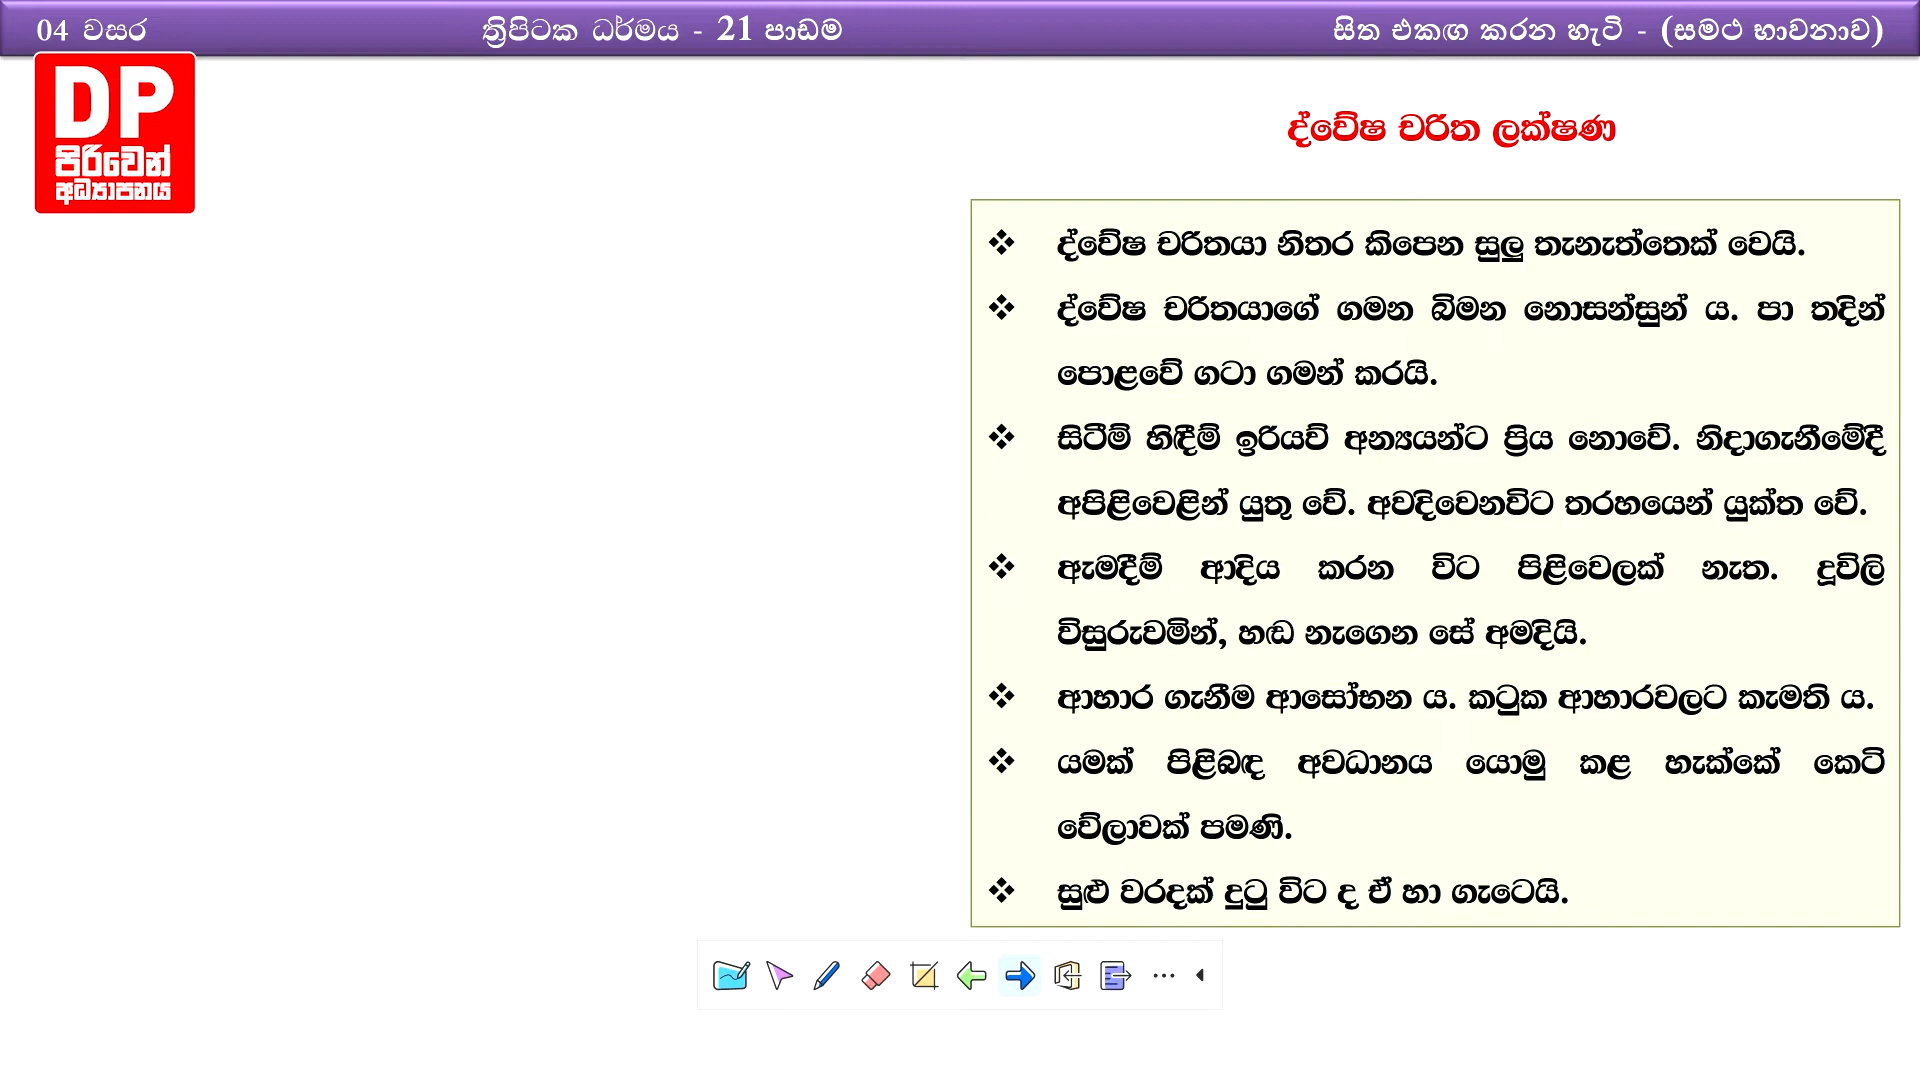 04 වසර
ත්‍රිපිටක ධර්මය - 21 පාඩම
සිත එකඟ කරන හැටි - (සමථ භාවනාව)
DP
පිරිවෙන්
අධ්‍යාපනය
ද්වේෂ චරිත ලක්ෂණ
❖ ද්වේෂ චරිතයා නිතර කිපෙන සුලු තැනැත්තෙක් වෙයි.
❖ ද්වේෂ චරිතයාගේ ගමන බිමන නොසන්සුන් ය. පා තදින්
පොළවේ ගටා ගමන් කරයි.
❖ සිටීම් හිඳීම් ඉරියව් අන්‍යයන්ට ප්‍රිය නොවේ. නිදාගැනීමේදී
අපිළිවෙළින් යුතු වේ. අවදිවෙනවිට තරහයෙන් යුක්ත වේ.
❖ ඇමදීම් ආදිය කරන විට පිළිවෙලක් නැත. දූවිලි
විසුරුවමින්, හඬ නැගෙන සේ අමදියි.
❖ ආහාර ගැනීම ආසෝභන ය. කටුක ආහාරවලට කැමති ය.
❖ යමක් පිළිබඳ අවධානය යොමු කළ හැක්කේ කෙටි
වේලාවක් පමණි.
❖ සුළු වරදක් දුටු විට ද ඒ හා ගැටෙයි.